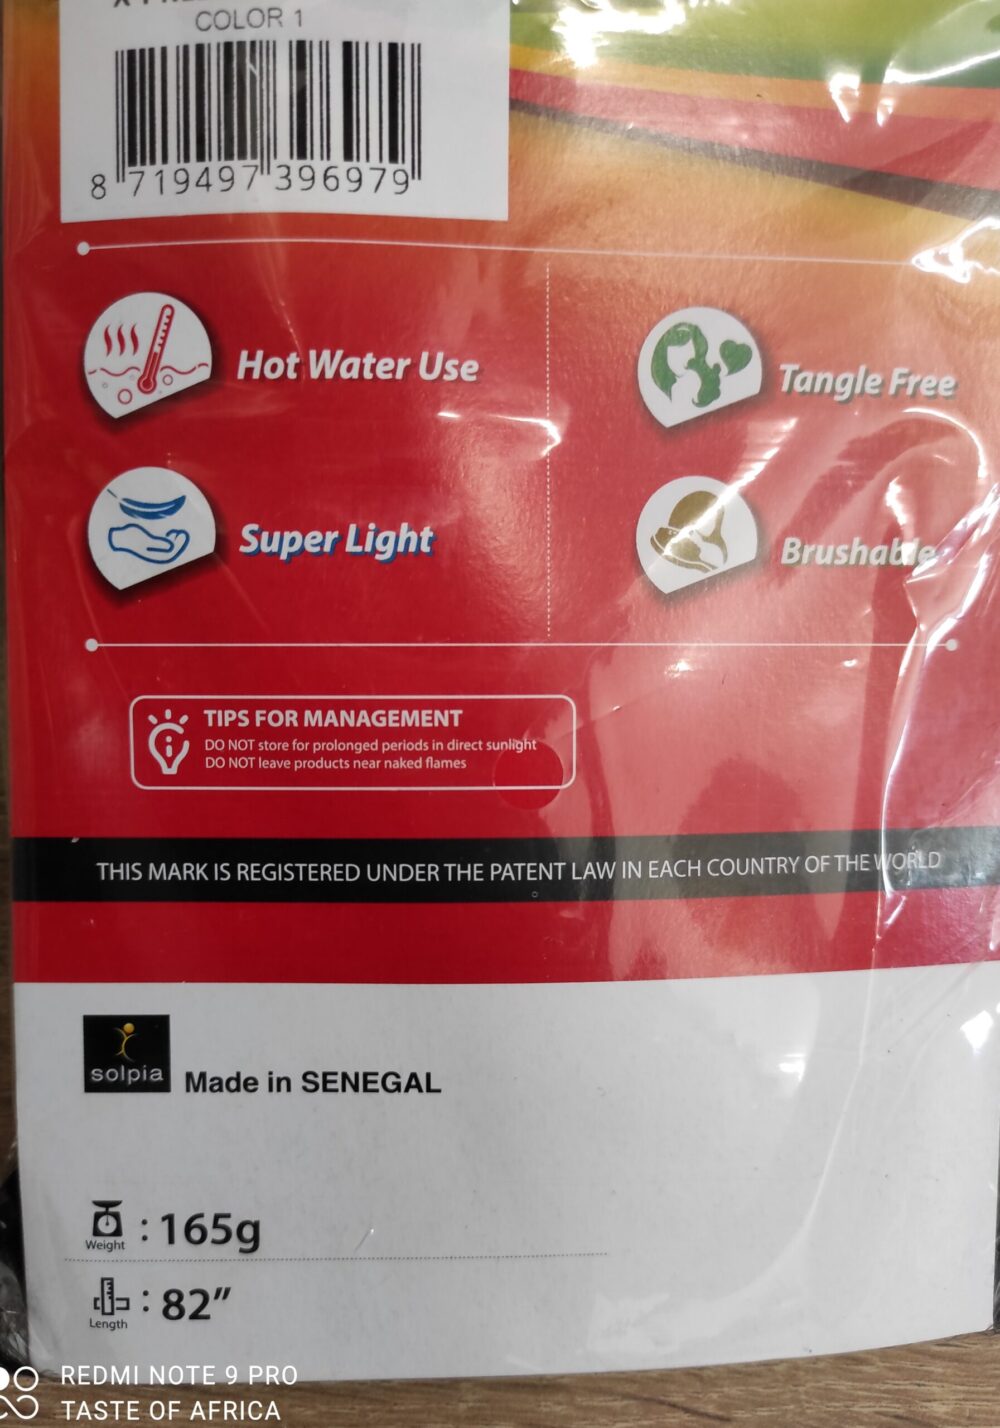 COLOR 1
8 719497 396979
Hot Water Use
Tangle Free
Super Light
Brushable
TIPS FOR MANAGEMENT
DO NOT store for prolonged periods in direct sunlight
DO NOT leave products near naked flames
THIS MARK IS REGISTERED UNDER THE PATENT LAW IN EACH COUNTRY OF THE WORLD
solpia
Made in SENEGAL
Weight : 165g
Length : 82"
REDMI NOTE 9 PRO
TASTE OF AFRICA